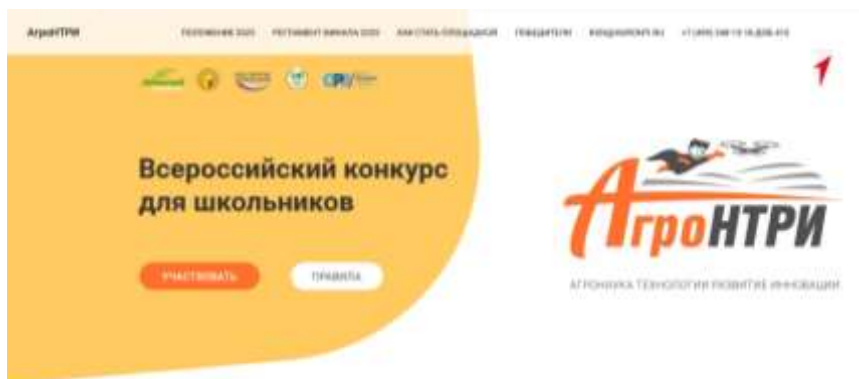 АгроНТРИ
ПОЛОЖЕНИЕ 2020 РЕГЛАМЕНТ ФИНАЛА 2020 КАК СТАТЬ ПЛОЩАДКОЙ ПОБЕДИТЕЛИ
Всероссийский конкурс
для школьников
УЧАСТВОВАТЬ ПРАВИЛА
АгроНТРИ
АГРОНАУКА ТЕХНОЛОГИИ РАЗВИТИЕ ИННОВАЦИИ